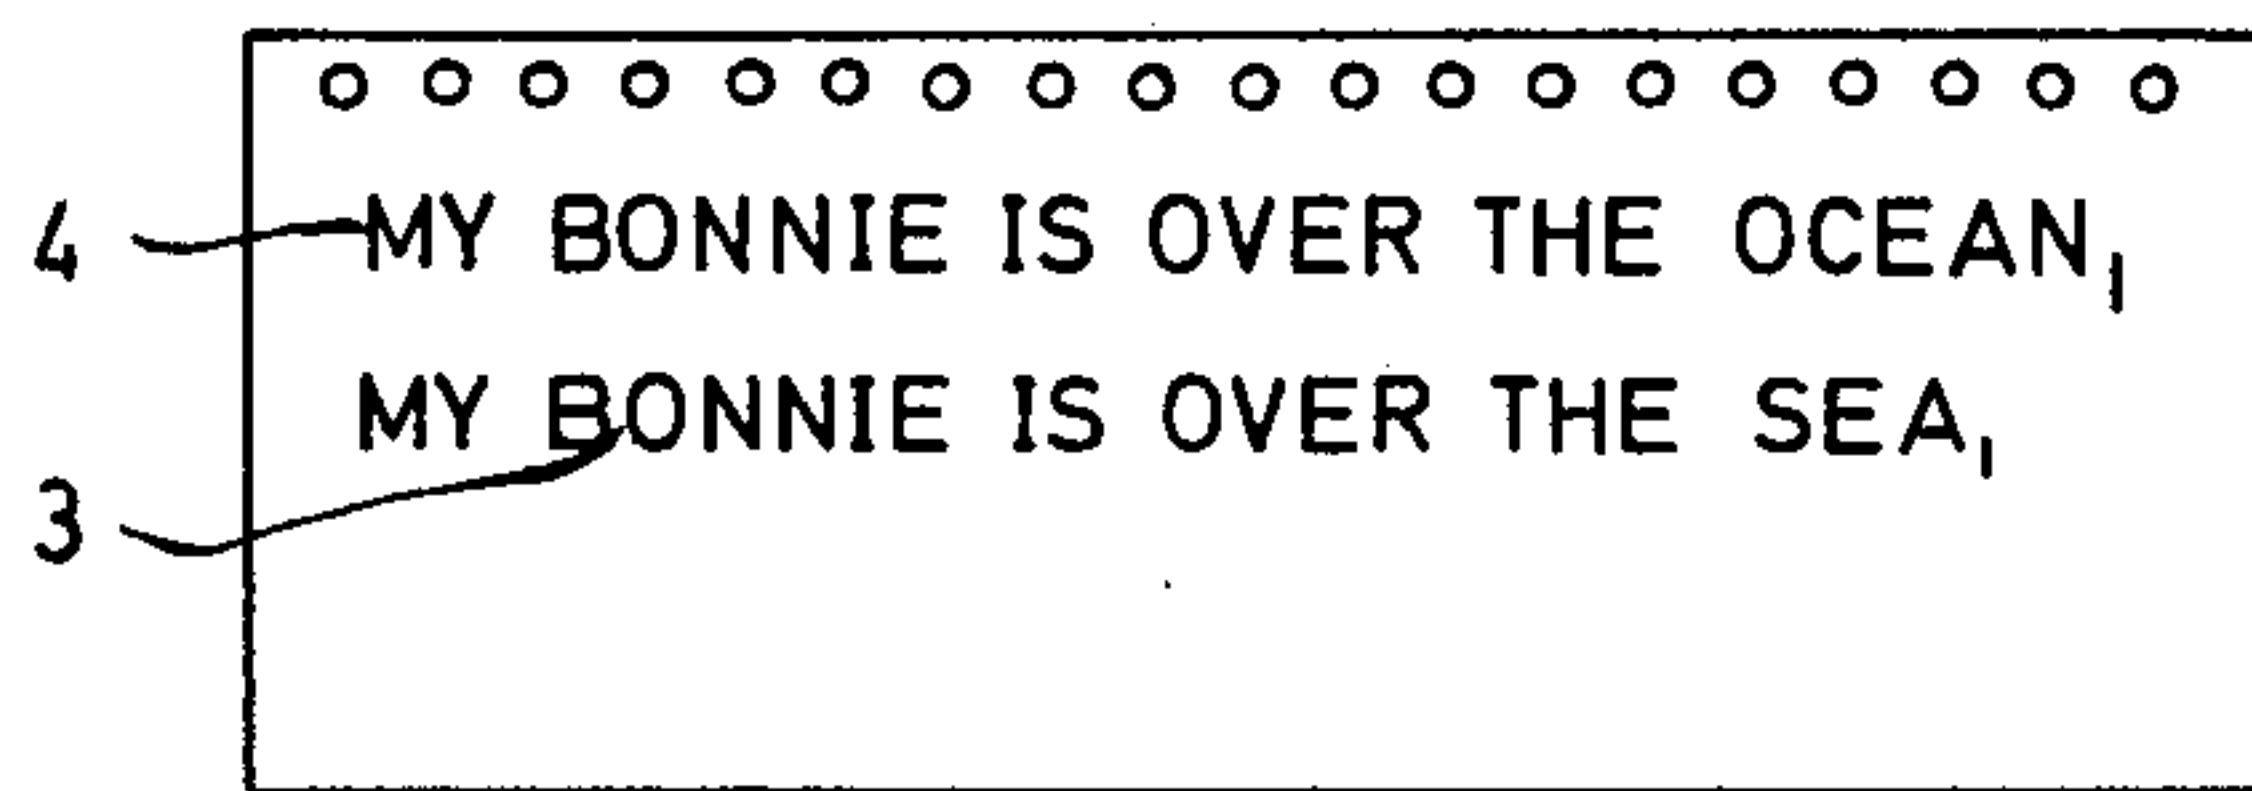 4 MY BONNIE IS OVER THE OCEAN,
MY BONNIE IS OVER THE SEA,
3